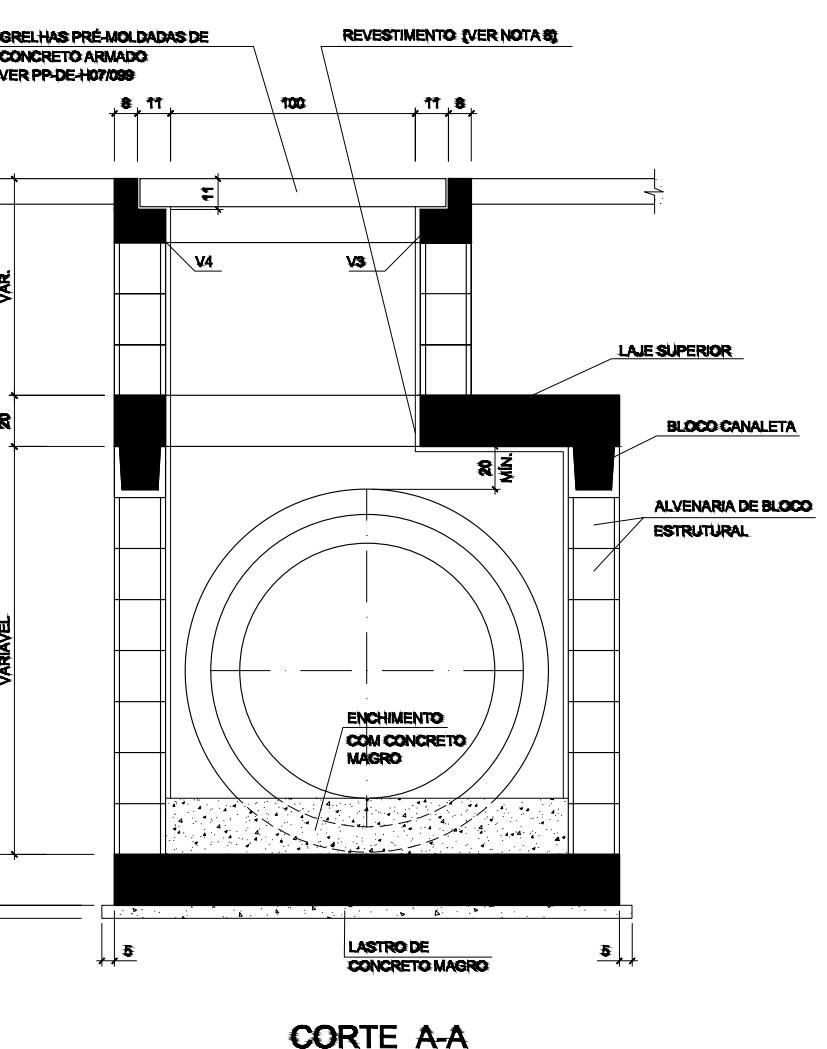 GRELHAS PRÉ-MOLDADAS DE
CONCRETO ARMADO
VER PP-DE-H07/099
REVESTIMENTO (VER NOTA 8)
8 11 100 11 8
11
V4
V3
VAR.
LAJE SUPERIOR
20
BLOCO CANALETA
20
MÍN.
ALVENARIA DE BLOCO
ESTRUTURAL
VARIÁVEL
ENCHIMENTO
COM CONCRETO
MAGRO
5
5
LASTRO DE
CONCRETO MAGRO
CORTE A-A